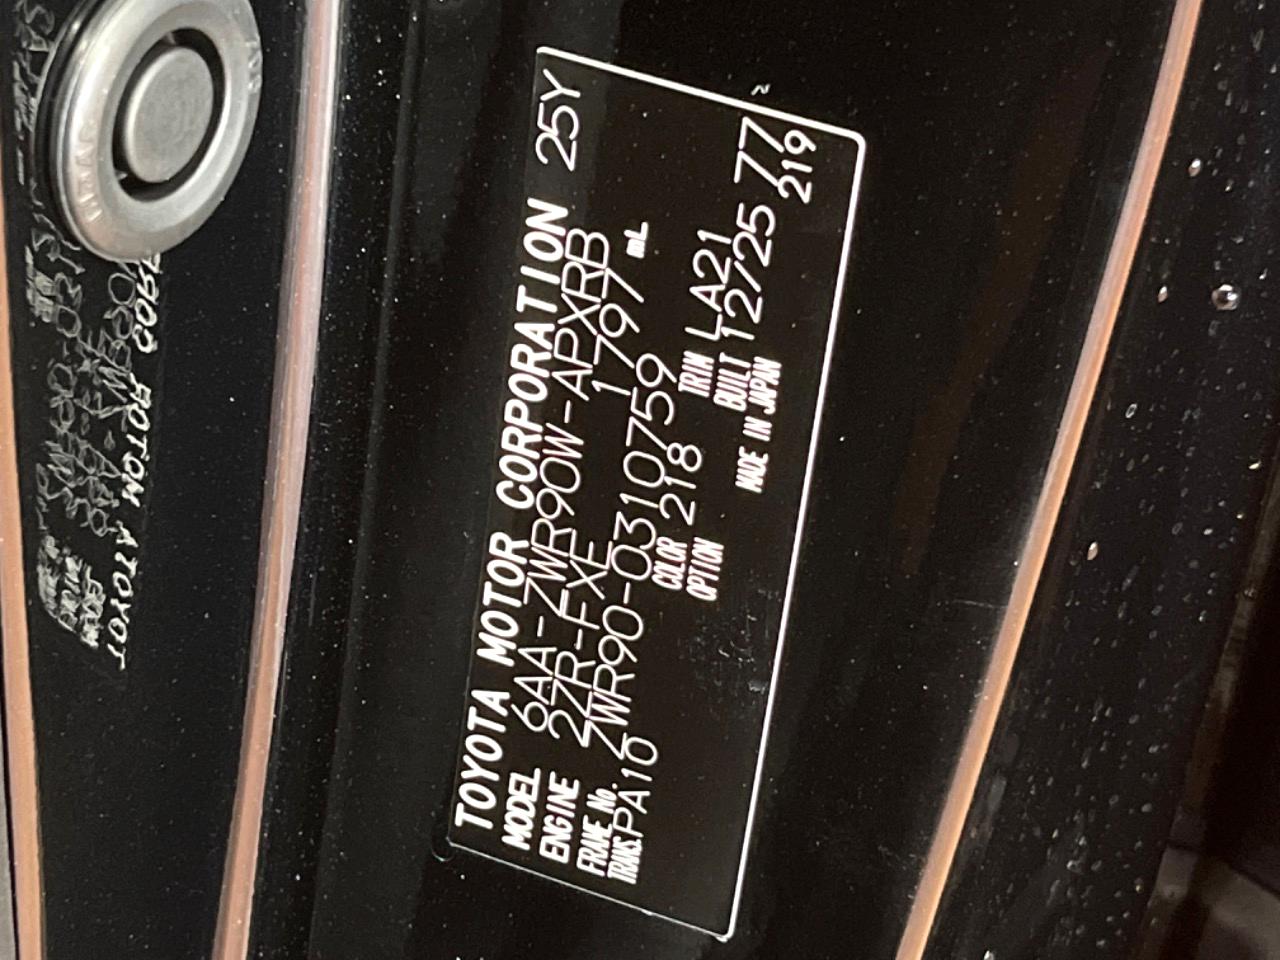 TOYOTA MOTOR CORPORATION 25Y
MODEL 6AA-ZWR90W-APXRB
ENGINE 2ZR-FXE 1797 mL
FRAME No. ZWR90-0310759
TRANS. PA10
COLOR 218 TRIM LA21
OPTION BUILT 12/25 77
MADE IN JAPAN 219